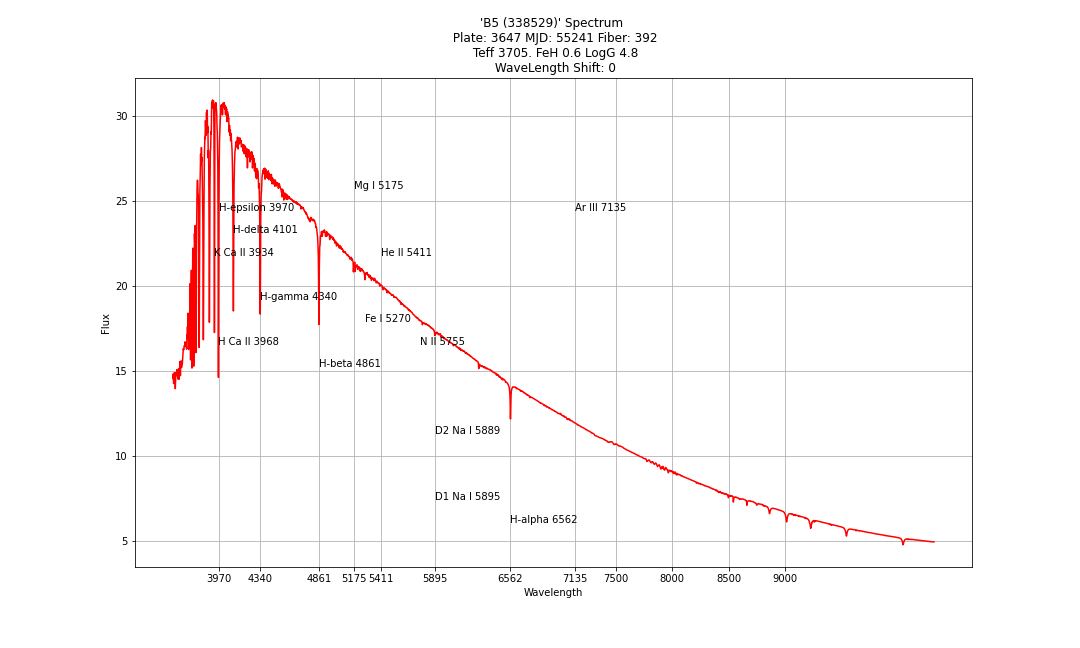 'B5 (338529)' Spectrum
Plate: 3647 MJD: 55241 Fiber: 392
Teff 3705. FeH 0.6 LogG 4.8
WaveLength Shift: 0
30
25
20
15
10
5
Flux
Mg I 5175
H-epsilon 3970
Ar III 7135
H-delta 4101
K Ca II 3934
He II 5411
H-gamma 4340
Fe I 5270
H Ca II 3968
N II 5755
H-beta 4861
D2 Na I 5889
D1 Na I 5895
H-alpha 6562
3970 4340 4861 5175 5411 5895 6562 7135 7500 8000 8500 9000
Wavelength